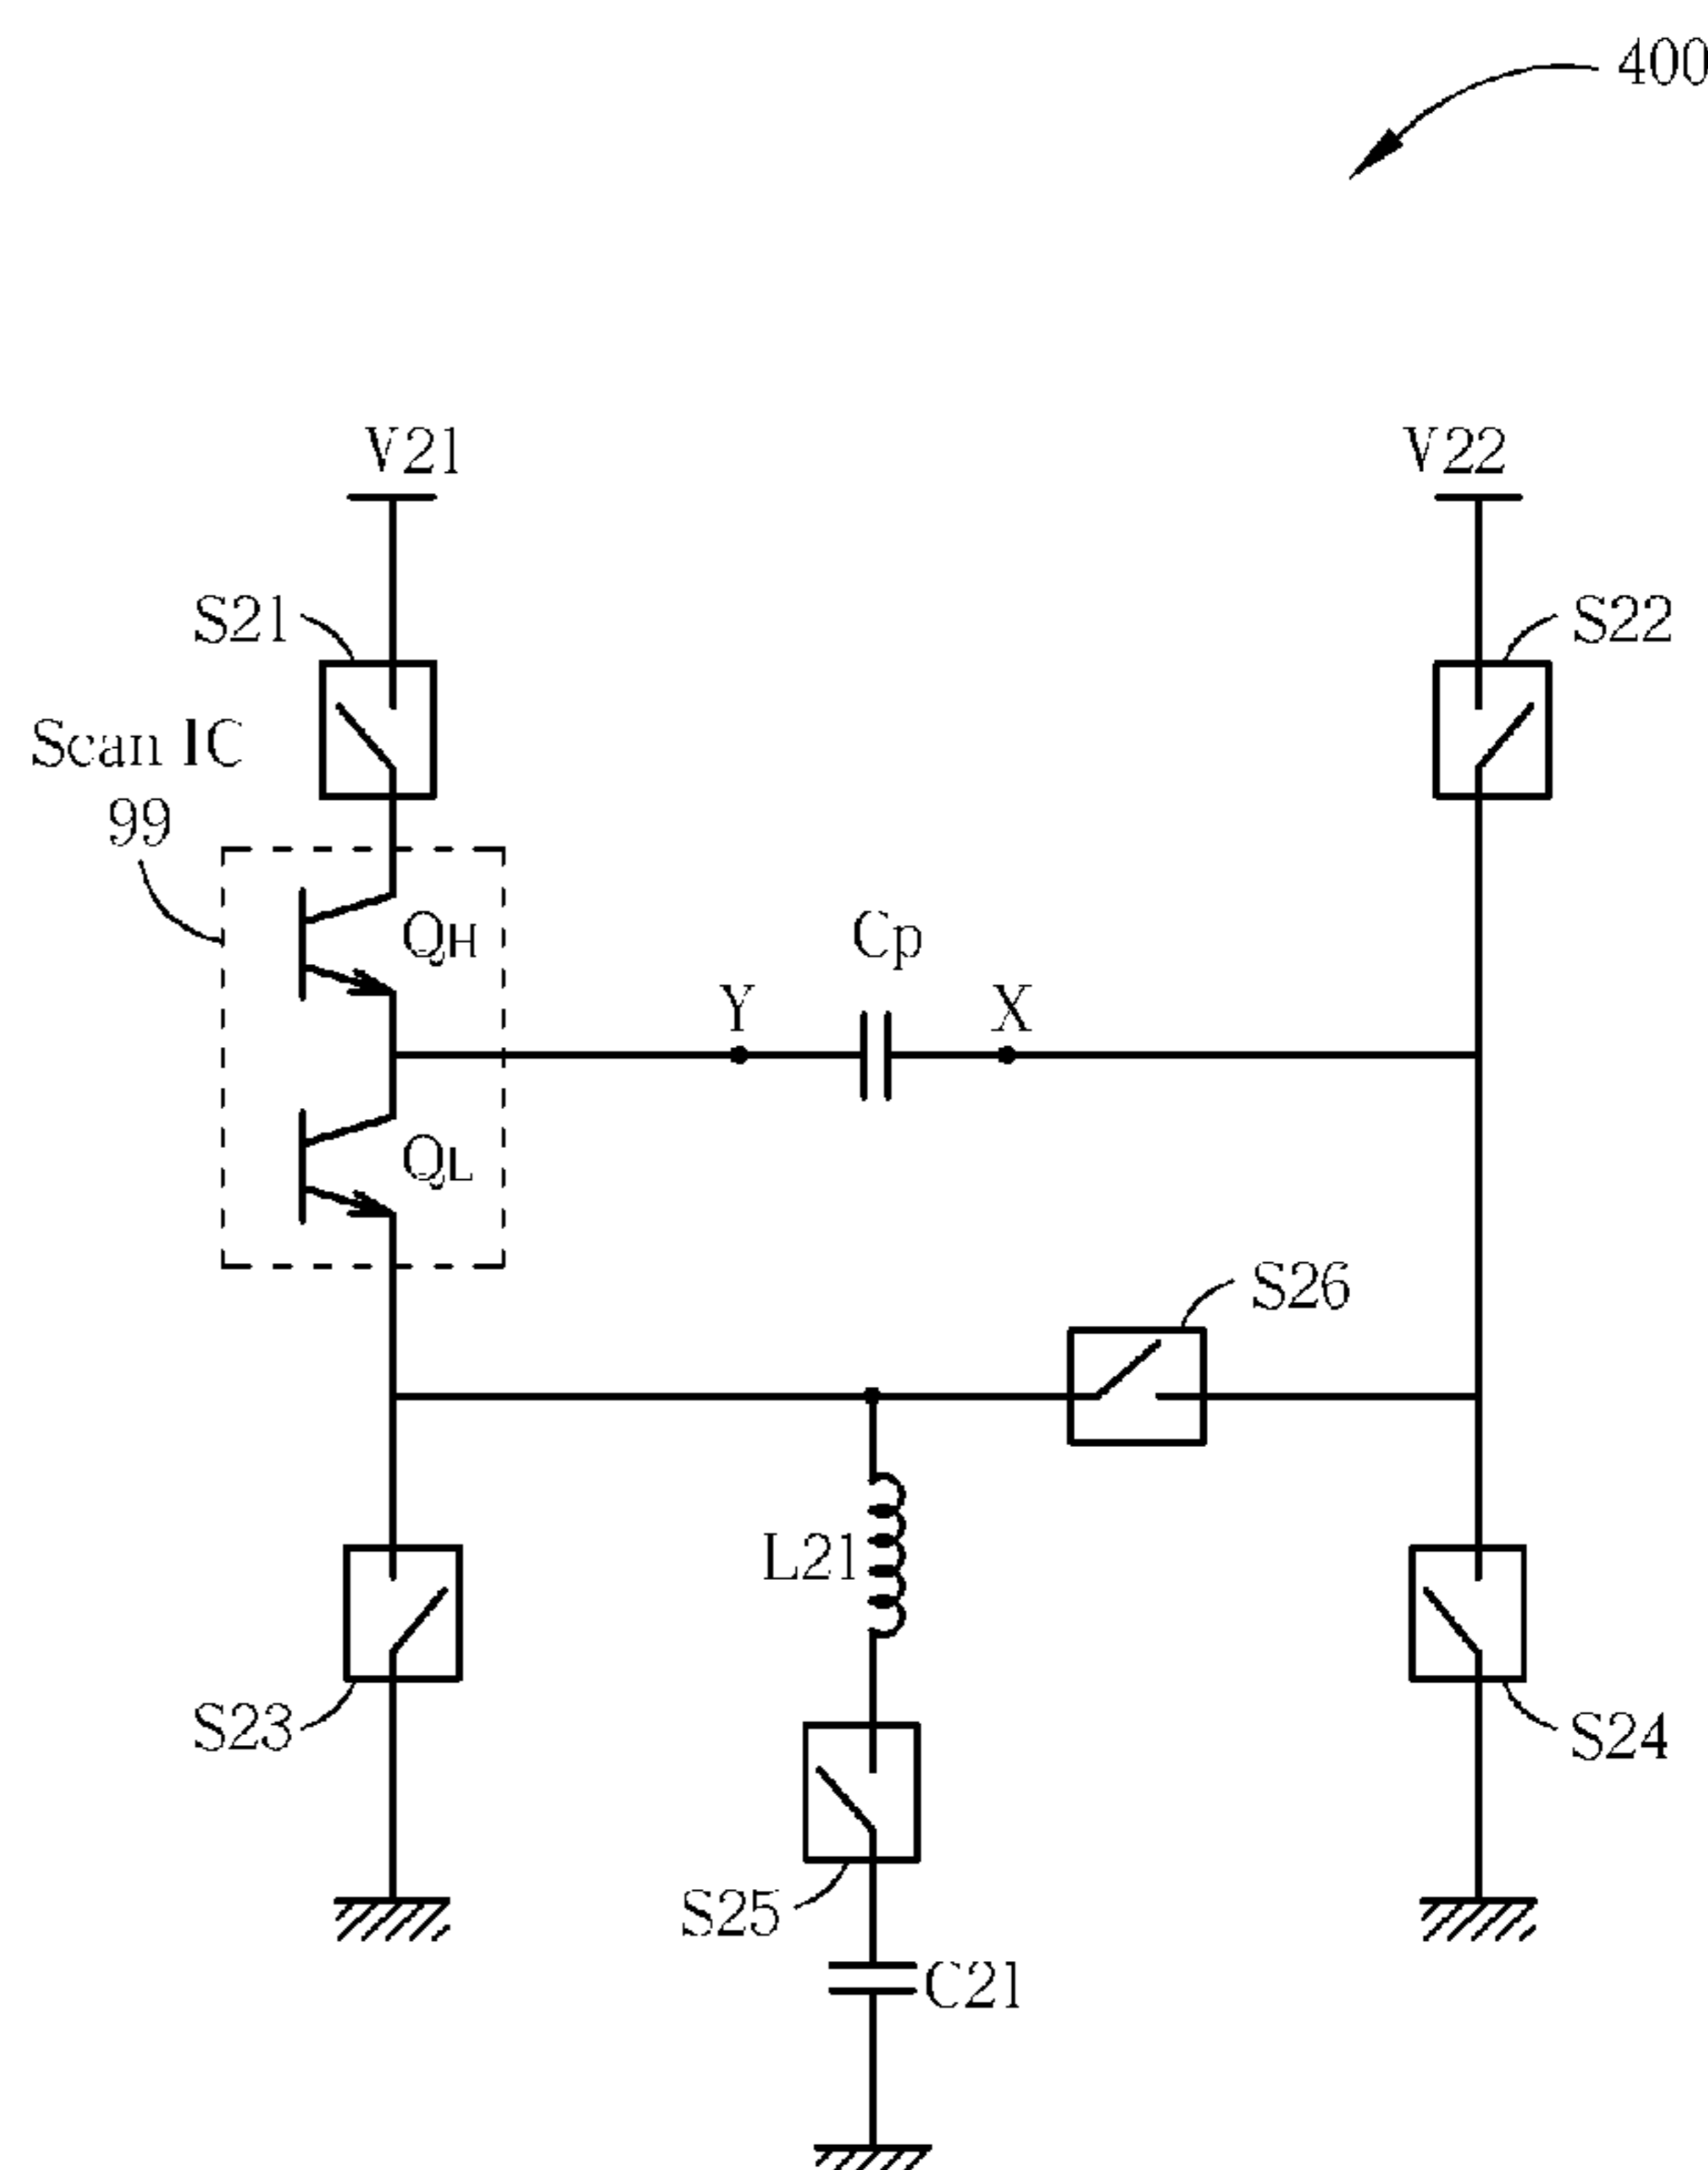 400
V21
V22
S21
S22
Scan IC
99
QH
Cp
Y
X
QL
S26
L21
S23
S24
S25
C21